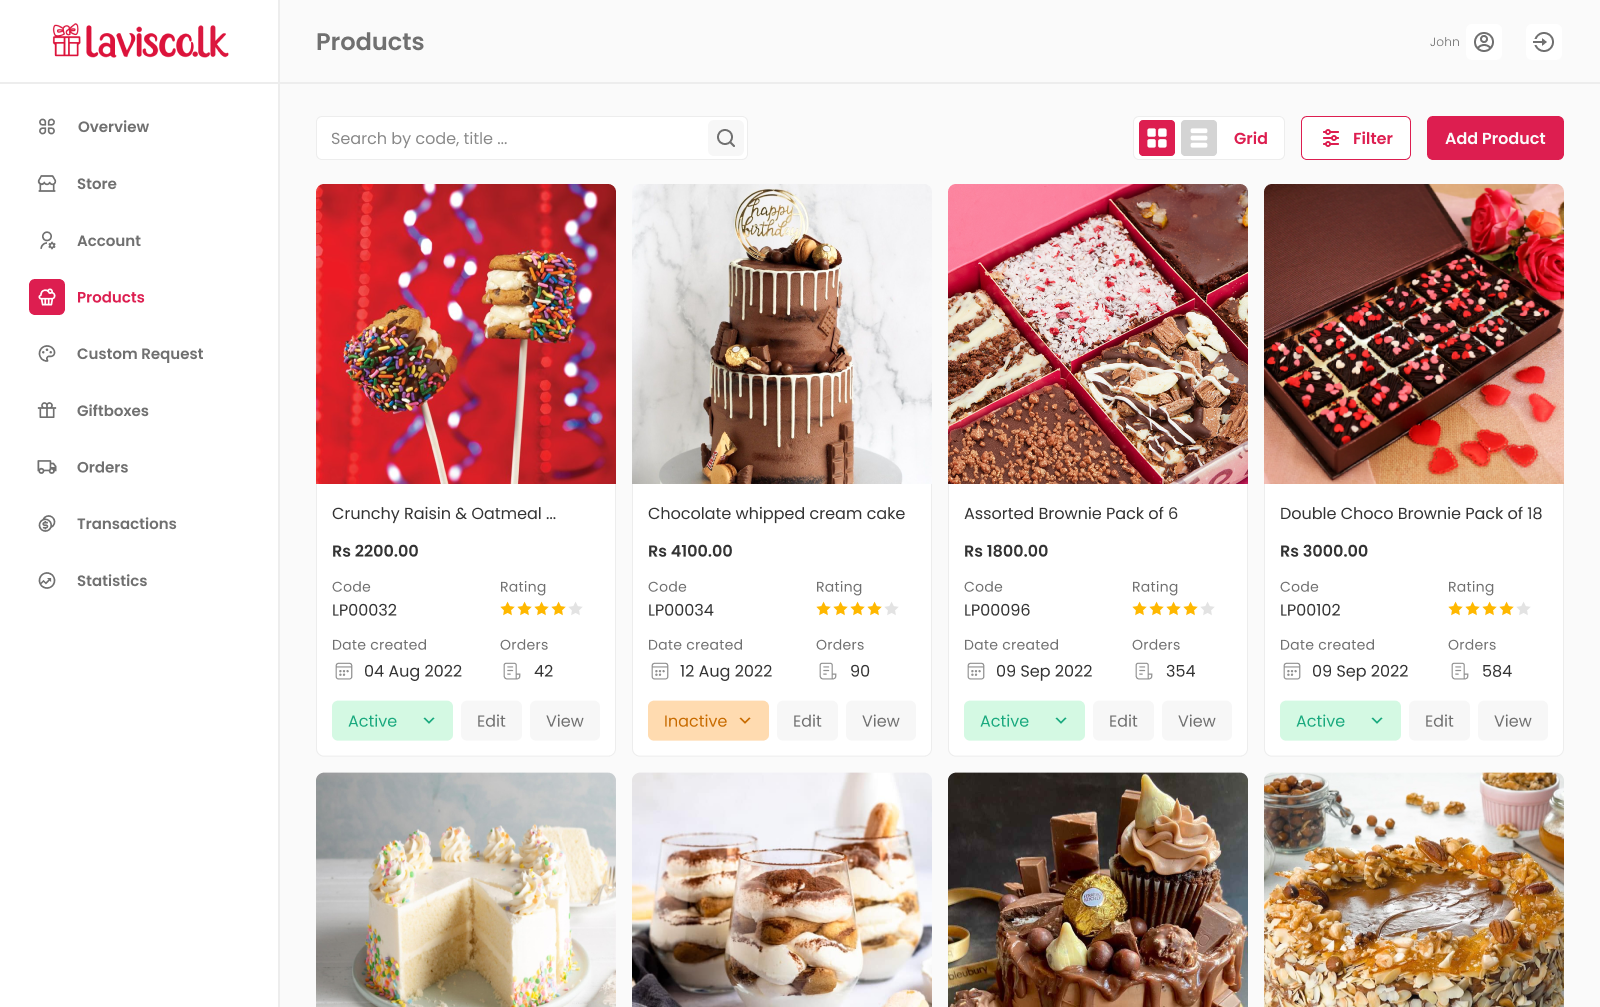 Lavisco.lk
Products
John
Overview
Store
Account
Products
Custom Request
Giftboxes
Orders
Transactions
Statistics
Search by code, title ...
Grid
Filter
Add Product
happy
birthday
Crunchy Raisin & Oatmeal ...
Rs 2200.00
Code
Rating
LP00032
Date created
Orders
04 Aug 2022
42
Active
Edit
View
Chocolate whipped cream cake
Rs 4100.00
Code
Rating
LP00034
Date created
Orders
12 Aug 2022
90
Inactive
Edit
View
Assorted Brownie Pack of 6
Rs 1800.00
Code
Rating
LP00096
Date created
Orders
09 Sep 2022
354
Active
Edit
View
Double Choco Brownie Pack of 18
Rs 3000.00
Code
Rating
LP00102
Date created
Orders
09 Sep 2022
584
Active
Edit
View